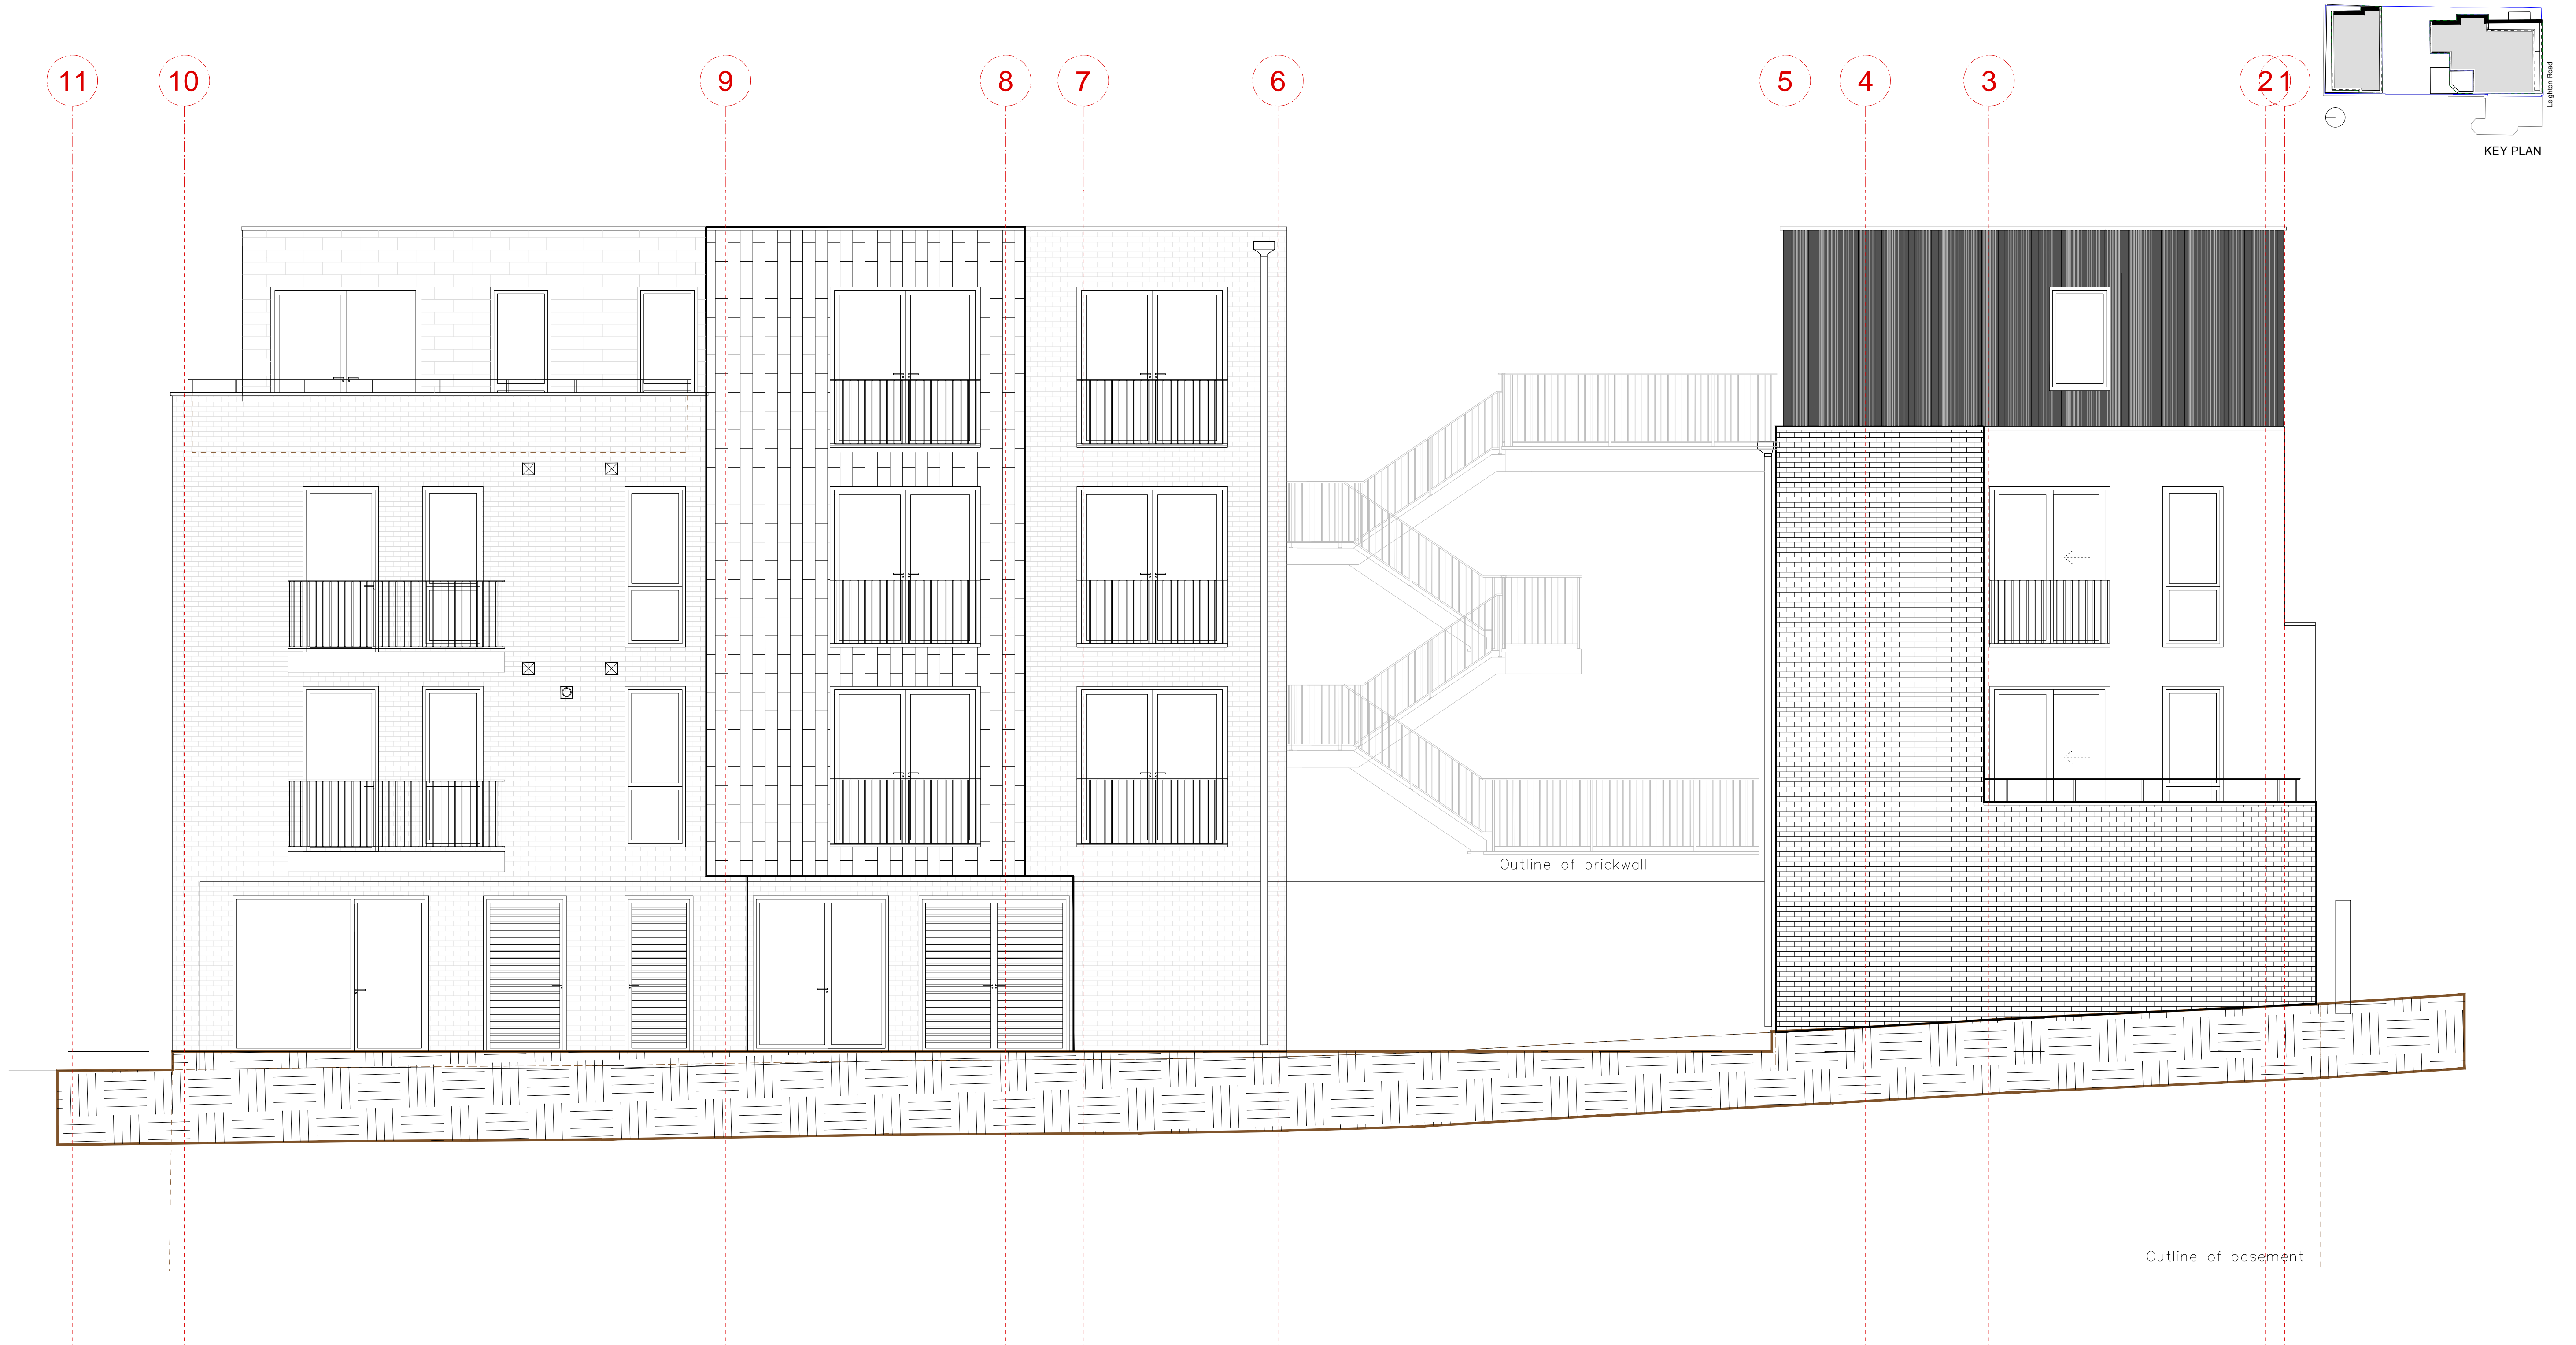 11
10
9
8
7
6
5
4
3
2
1
Leighton Road
KEY PLAN
Outline of brickwall
Outline of basement